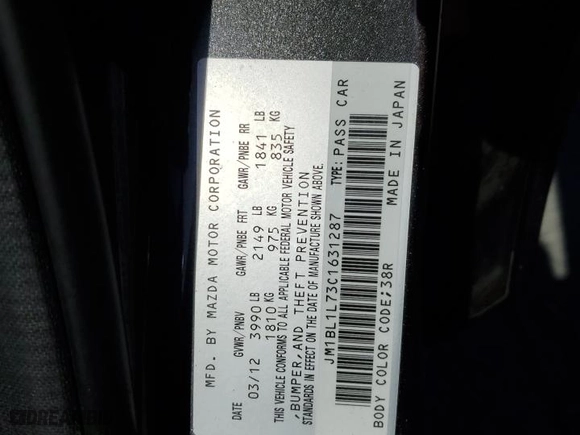 MFD. BY MAZDA MOTOR CORPORATION
DATE GVWR/PNBV GAWR/PNBE FRT GAWR/PNBE RR
03/12 3990 LB 2149 LB 1841 LB
1810 KG 975 KG 835 KG
THIS VEHICLE CONFORMS TO ALL APPLICABLE FEDERAL MOTOR VEHICLE SAFETY
,BUMPER,AND THEFT PREVENTION
STANDARDS IN EFFECT ON THE DATE OF MANUFACTURE SHOWN ABOVE.
JM1BL1L73C1631287 TYPE: PASS CAR
BODY COLOR CODE;38R MADE IN JAPAN